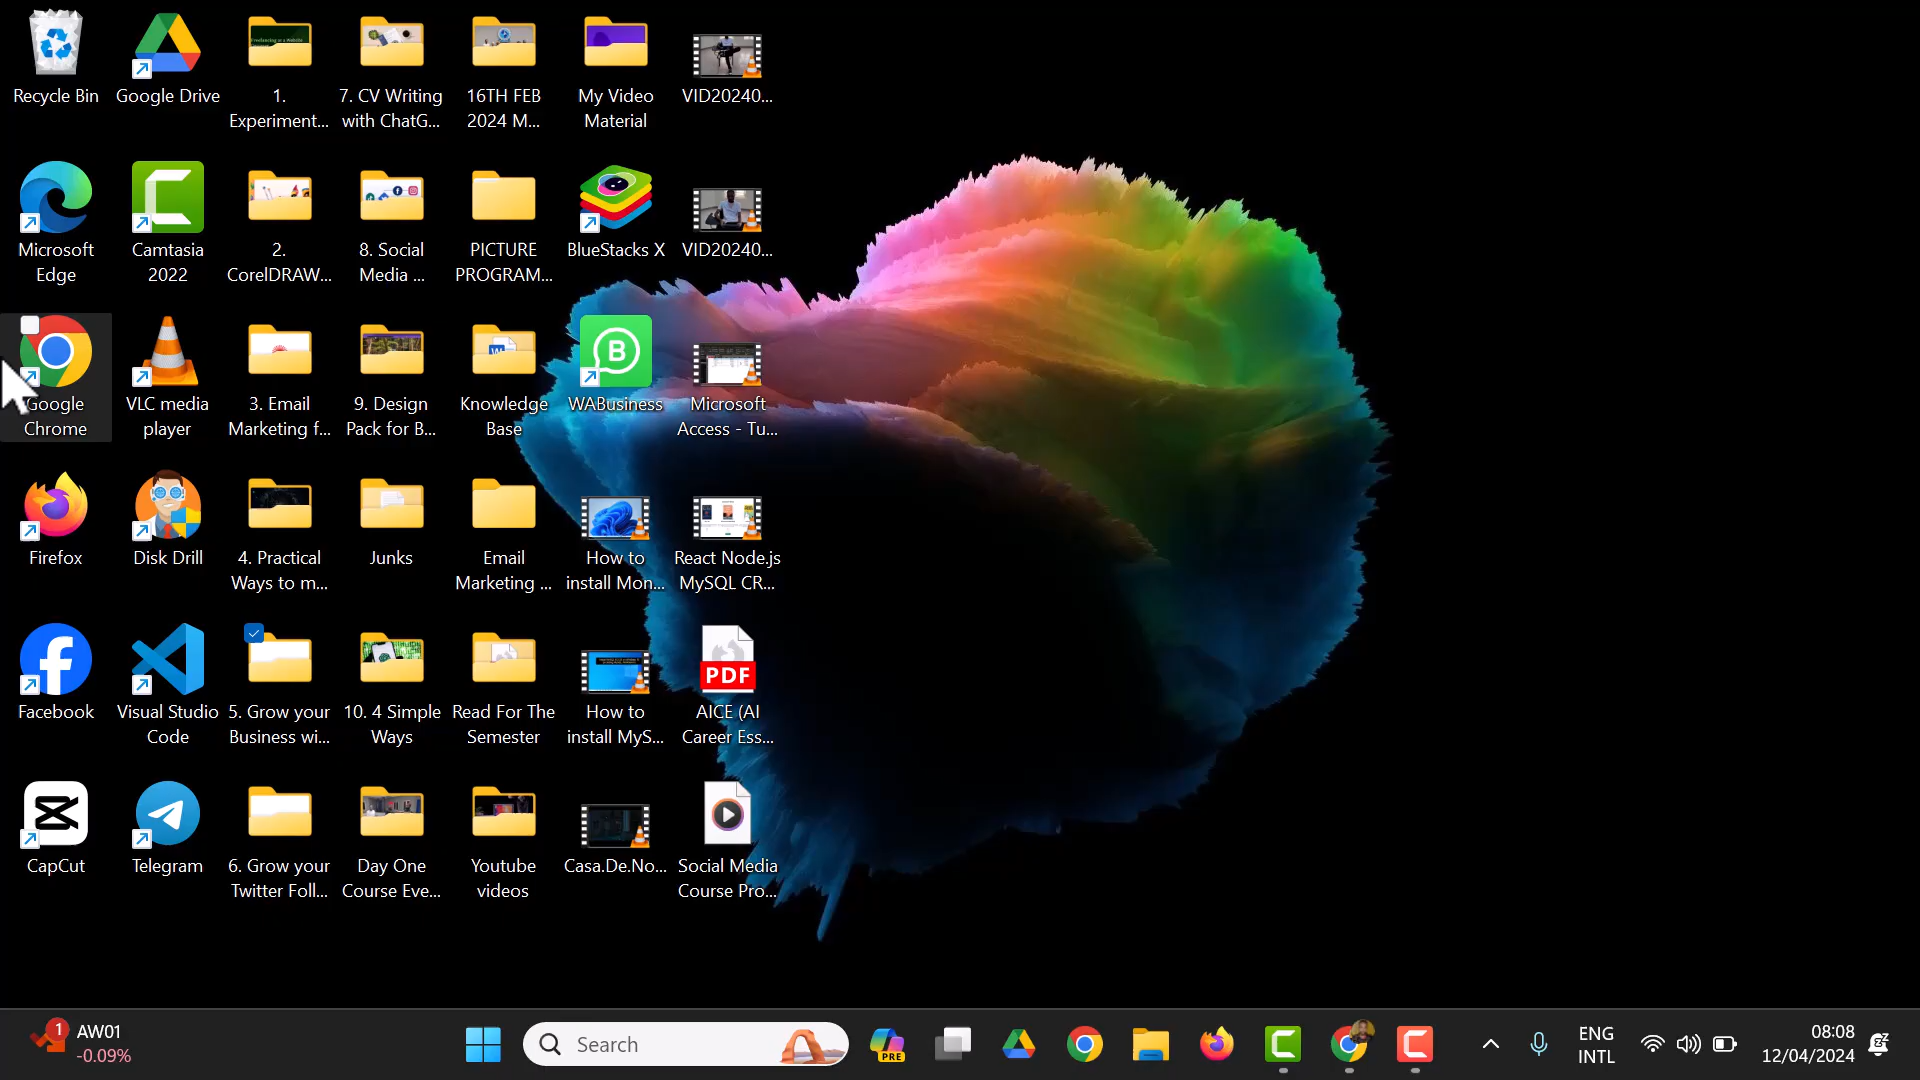 Recycle Bin
Google Drive
1.
Experiment...
7. CV Writing
with ChatG...
16TH FEB
2024 M...
My Video
Material
VID20240...
Microsoft
Edge
Camtasia
2022
2.
CorelDRAW...
8. Social
Media ...
PICTURE
PROGRAM...
BlueStacks X
VID20240...
Google
Chrome
VLC media
player
3. Email
Marketing f...
9. Design
Pack for B...
Knowledge
Base
B
WABusiness
Microsoft
Access - Tu...
Firefox
Disk Drill
4. Practical
Ways to m...
Junks
Email
Marketing ...
How to
install Mon...
React Node.js
MySQL CR...
Facebook
Visual Studio
Code
5. Grow your
Business wi...
10. 4 Simple
Ways
Read For The
Semester
How to
install MyS...
PDF
AICE (AI
Career Ess...
CapCut
Telegram
6. Grow your
Twitter Foll...
Day One
Course Eve...
Youtube
videos
Casa.De.No...
Social Media
Course Pro...
1
AW01
-0.09%
Search
PRE
ENG
INTL
08:08
12/04/2024